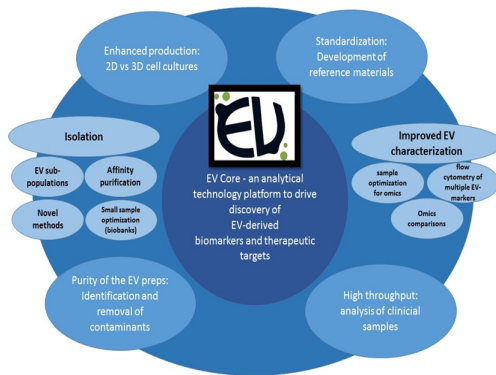 Enhanced production:
2D vs 3D cell cultures
Standardization:
Development of
reference materials
EV
Isolation
EV sub-
populations
Affinity
purification
Novel
methods
Small sample
optimization
(biobanks)
EV Core - an analytical
technology platform to drive
discovery of
EV-derived
biomarkers and therapeutic
targets
Improved EV
characterization
sample
optimization
for omics
flow
cytometry of
multiple EV-
markers
Omics
comparisons
Purity of the EV preps:
Identification and
removal of
contaminants
High throughput:
analysis of clinicial
samples